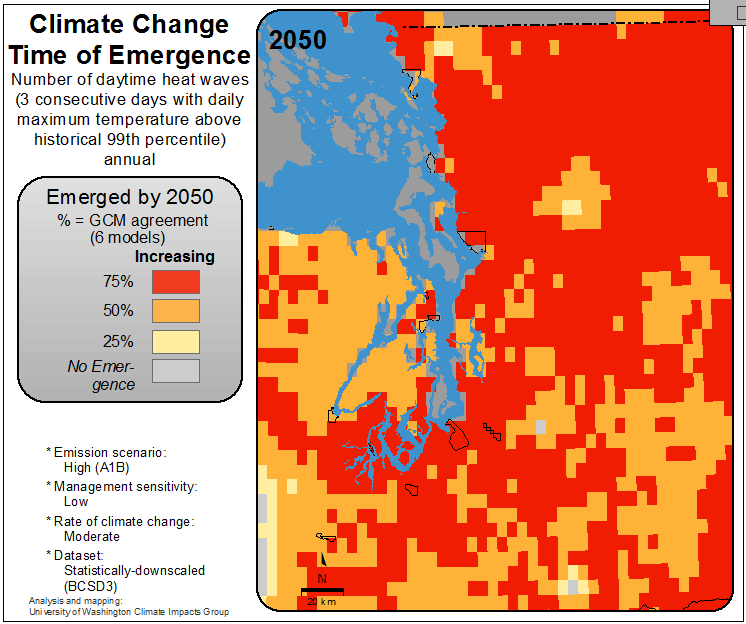 Climate Change
Time of Emergence
Number of daytime heat waves
(3 consecutive days with daily
maximum temperature above
historical 99th percentile)
annual
2050
Emerged by 2050
% = GCM agreement
(6 models)
Increasing
75%
50%
25%
No Emer-
gence
* Emission scenario:
High (A1B)
* Management sensitivity:
Low
* Rate of climate change:
Moderate
* Dataset:
Statistically-downscaled
(BCSD3)
Analysis and mapping:
University of Washington Climate Impacts Group
N
20 km